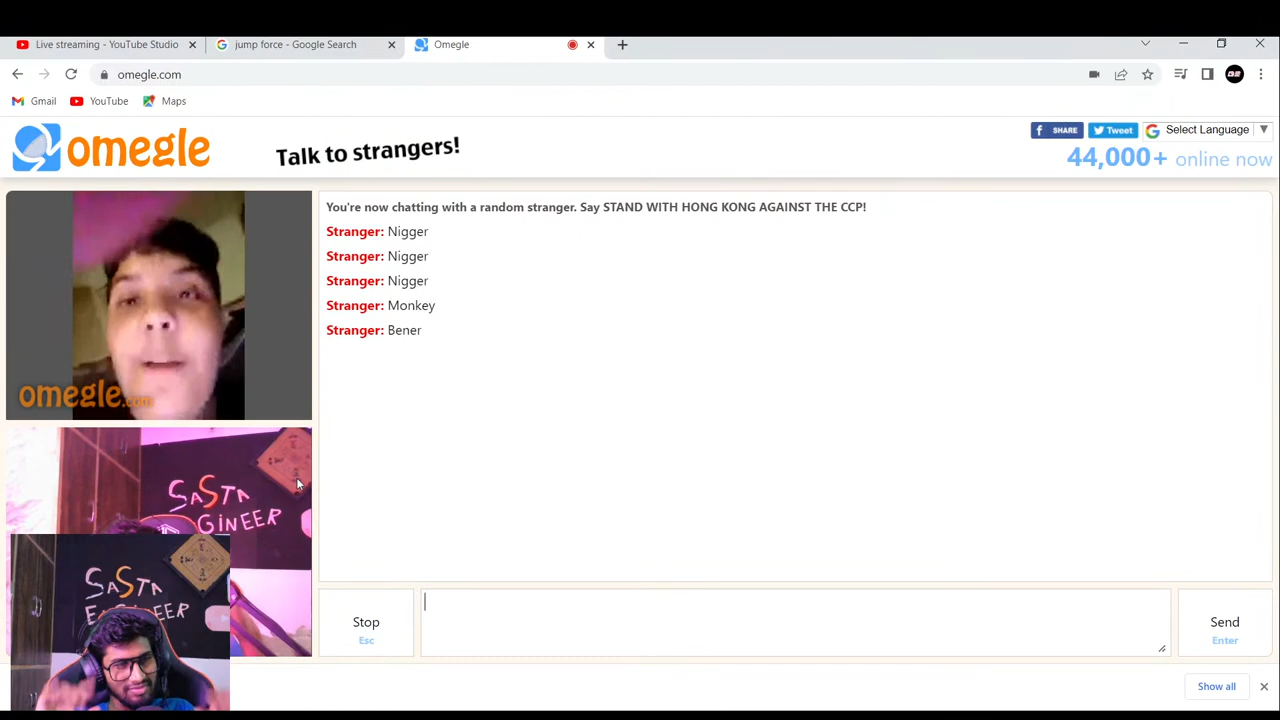 Live streaming - YouTube Studio
jump force - Google Search
Omegle
omegle.com
Gmail
YouTube
Maps
omegle
Talk to strangers!
SHARE
Tweet
Select Language
44,000+ online now
You're now chatting with a random stranger. Say STAND WITH HONG KONG AGAINST THE CCP!
Stranger: Nigger
Stranger: Nigger
Stranger: Nigger
Stranger: Monkey
Stranger: Bener
omegle.com
SASTA
GINEER
SASTA
ENGINEER
Stop
Esc
Send
Enter
Show all